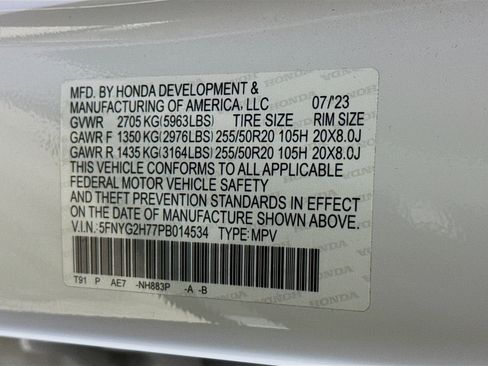 MFD. BY HONDA DEVELOPMENT &
MANUFACTURING OF AMERICA, LLC 07/'23
GVWR 2705 KG(5963LBS) TIRE SIZE RIM SIZE
GAWR F 1350 KG(2976LBS) 255/50R20 105H 20X8.0J
GAWR R 1435 KG(3164LBS) 255/50R20 105H 20X8.0J
THIS VEHICLE CONFORMS TO ALL APPLICABLE
FEDERAL MOTOR VEHICLE SAFETY
AND THEFT PREVENTION STANDARDS IN EFFECT
ON THE DATE OF MANUFACTURE SHOWN ABOVE.
V.I.N.: 5FNYG2H77PB014534 TYPE: MPV
T91 P AE7 -NH883P -A -B